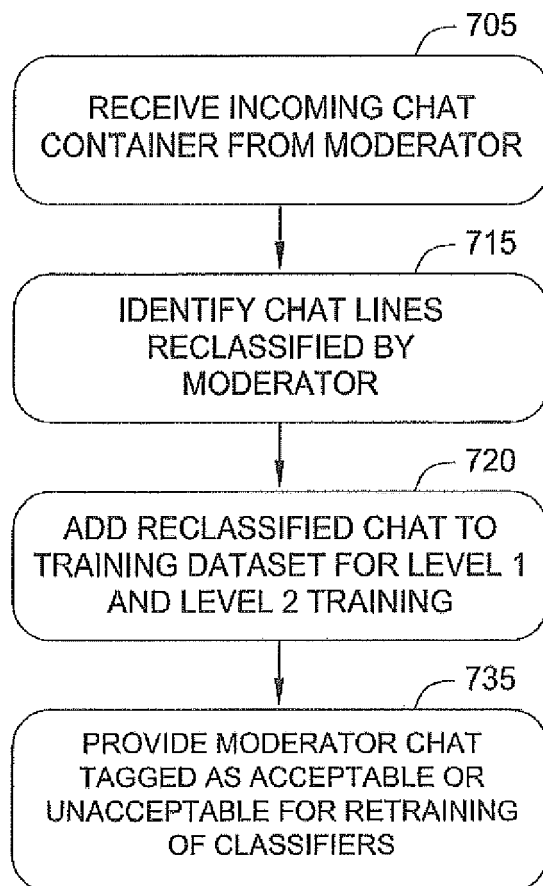 705
RECEIVE INCOMING CHAT
CONTAINER FROM MODERATOR
715
IDENTIFY CHAT LINES
RECLASSIFIED BY
MODERATOR
720
ADD RECLASSIFIED CHAT TO
TRAINING DATASET FOR LEVEL 1
AND LEVEL 2 TRAINING
735
PROVIDE MODERATOR CHAT
TAGGED AS ACCEPTABLE OR
UNACCEPTABLE FOR RETRAINING
OF CLASSIFIERS